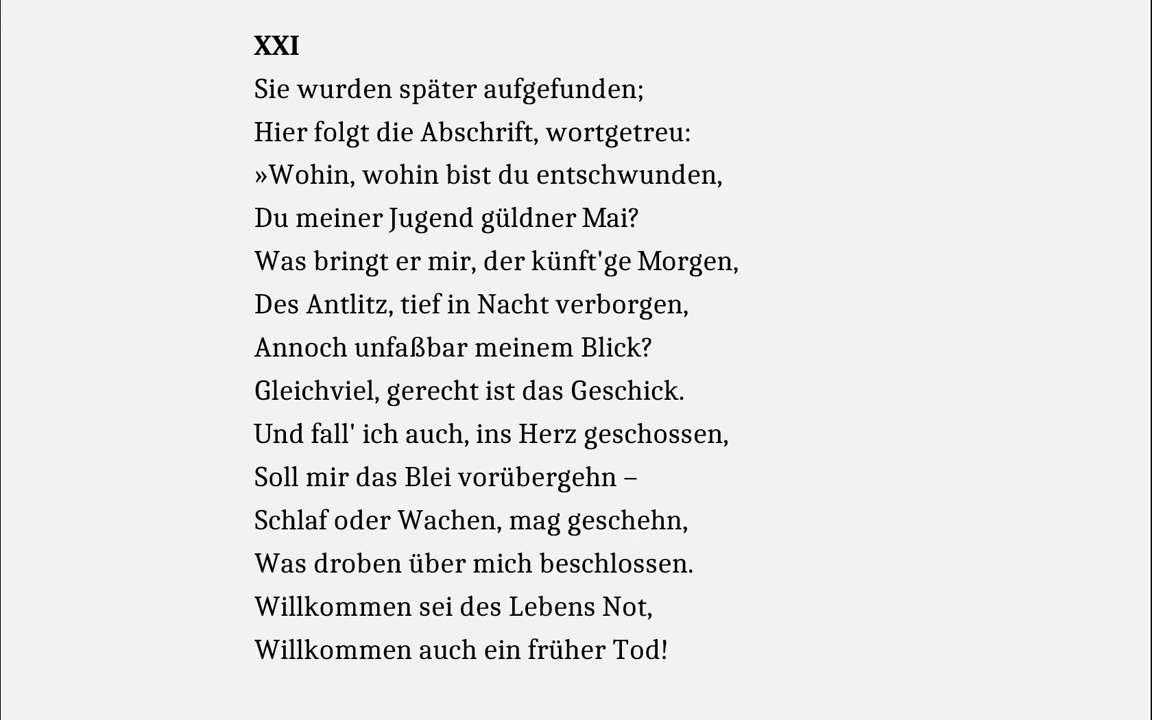 XXI
Sie wurden später aufgefunden;
Hier folgt die Abschrift, wortgetreu:
»Wohin, wohin bist du entschwunden,
Du meiner Jugend güldner Mai?
Was bringt er mir, der künft'ge Morgen,
Des Antlitz, tief in Nacht verborgen,
Annoch unfaßbar meinem Blick?
Gleichviel, gerecht ist das Geschick.
Und fall' ich auch, ins Herz geschossen,
Soll mir das Blei vorübergehn –
Schlaf oder Wachen, mag geschehn,
Was droben über mich beschlossen.
Willkommen sei des Lebens Not,
Willkommen auch ein früher Tod!